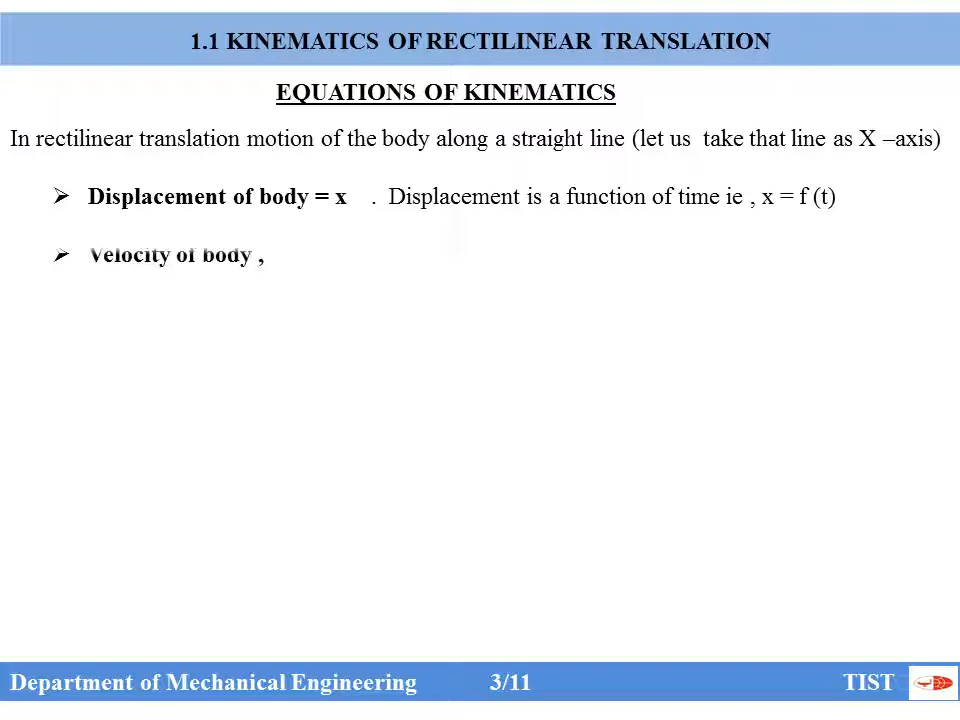 1.1 KINEMATICS OF RECTILINEAR TRANSLATION
EQUATIONS OF KINEMATICS
In rectilinear translation motion of the body along a straight line (let us take that line as X –axis)
➢ Displacement of body = x . Displacement is a function of time ie , x = f (t)
➢ Velocity of body ,
Department of Mechanical Engineering 3/11 TIST